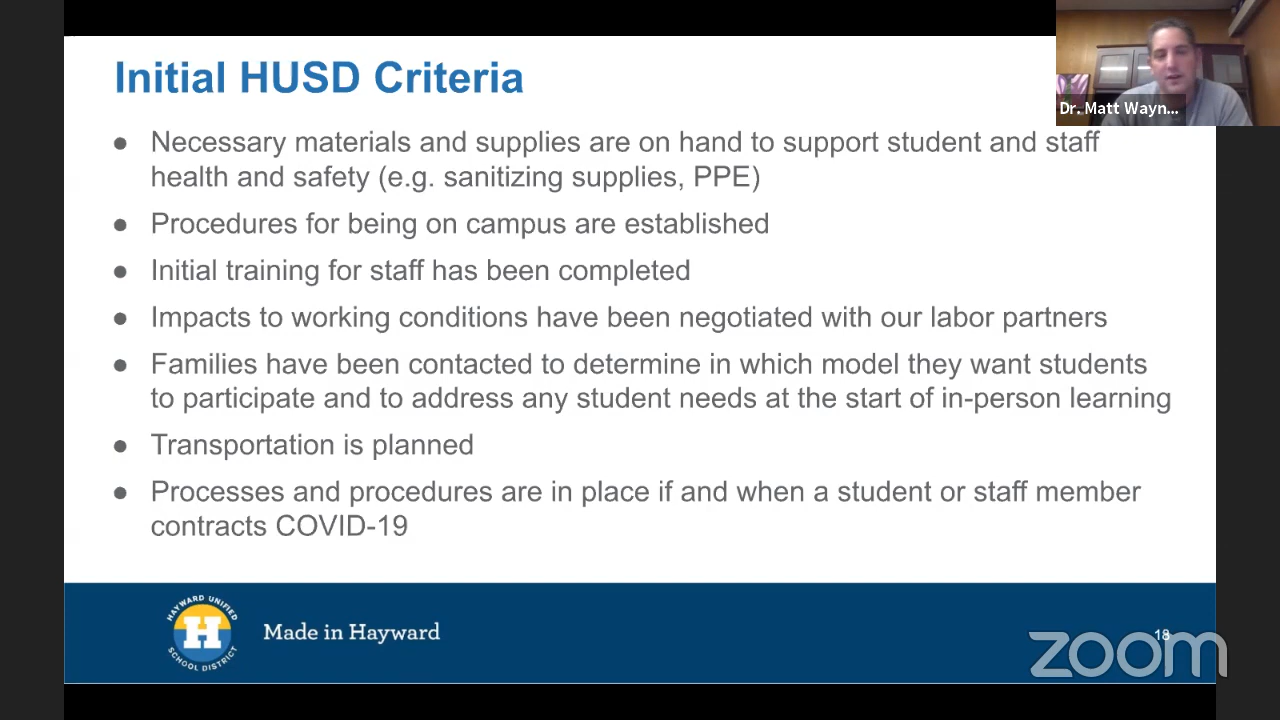 Initial HUSD Criteria
Dr. Matt Wayn...
● Necessary materials and supplies are on hand to support student and staff
health and safety (e.g. sanitizing supplies, PPE)
● Procedures for being on campus are established
● Initial training for staff has been completed
● Impacts to working conditions have been negotiated with our labor partners
● Families have been contacted to determine in which model they want students
to participate and to address any student needs at the start of in-person learning
● Transportation is planned
● Processes and procedures are in place if and when a student or staff member
contracts COVID-19
HAYWARD UNIFIED
H
SCHOOL DISTRICT
Made in Hayward
18
zoom